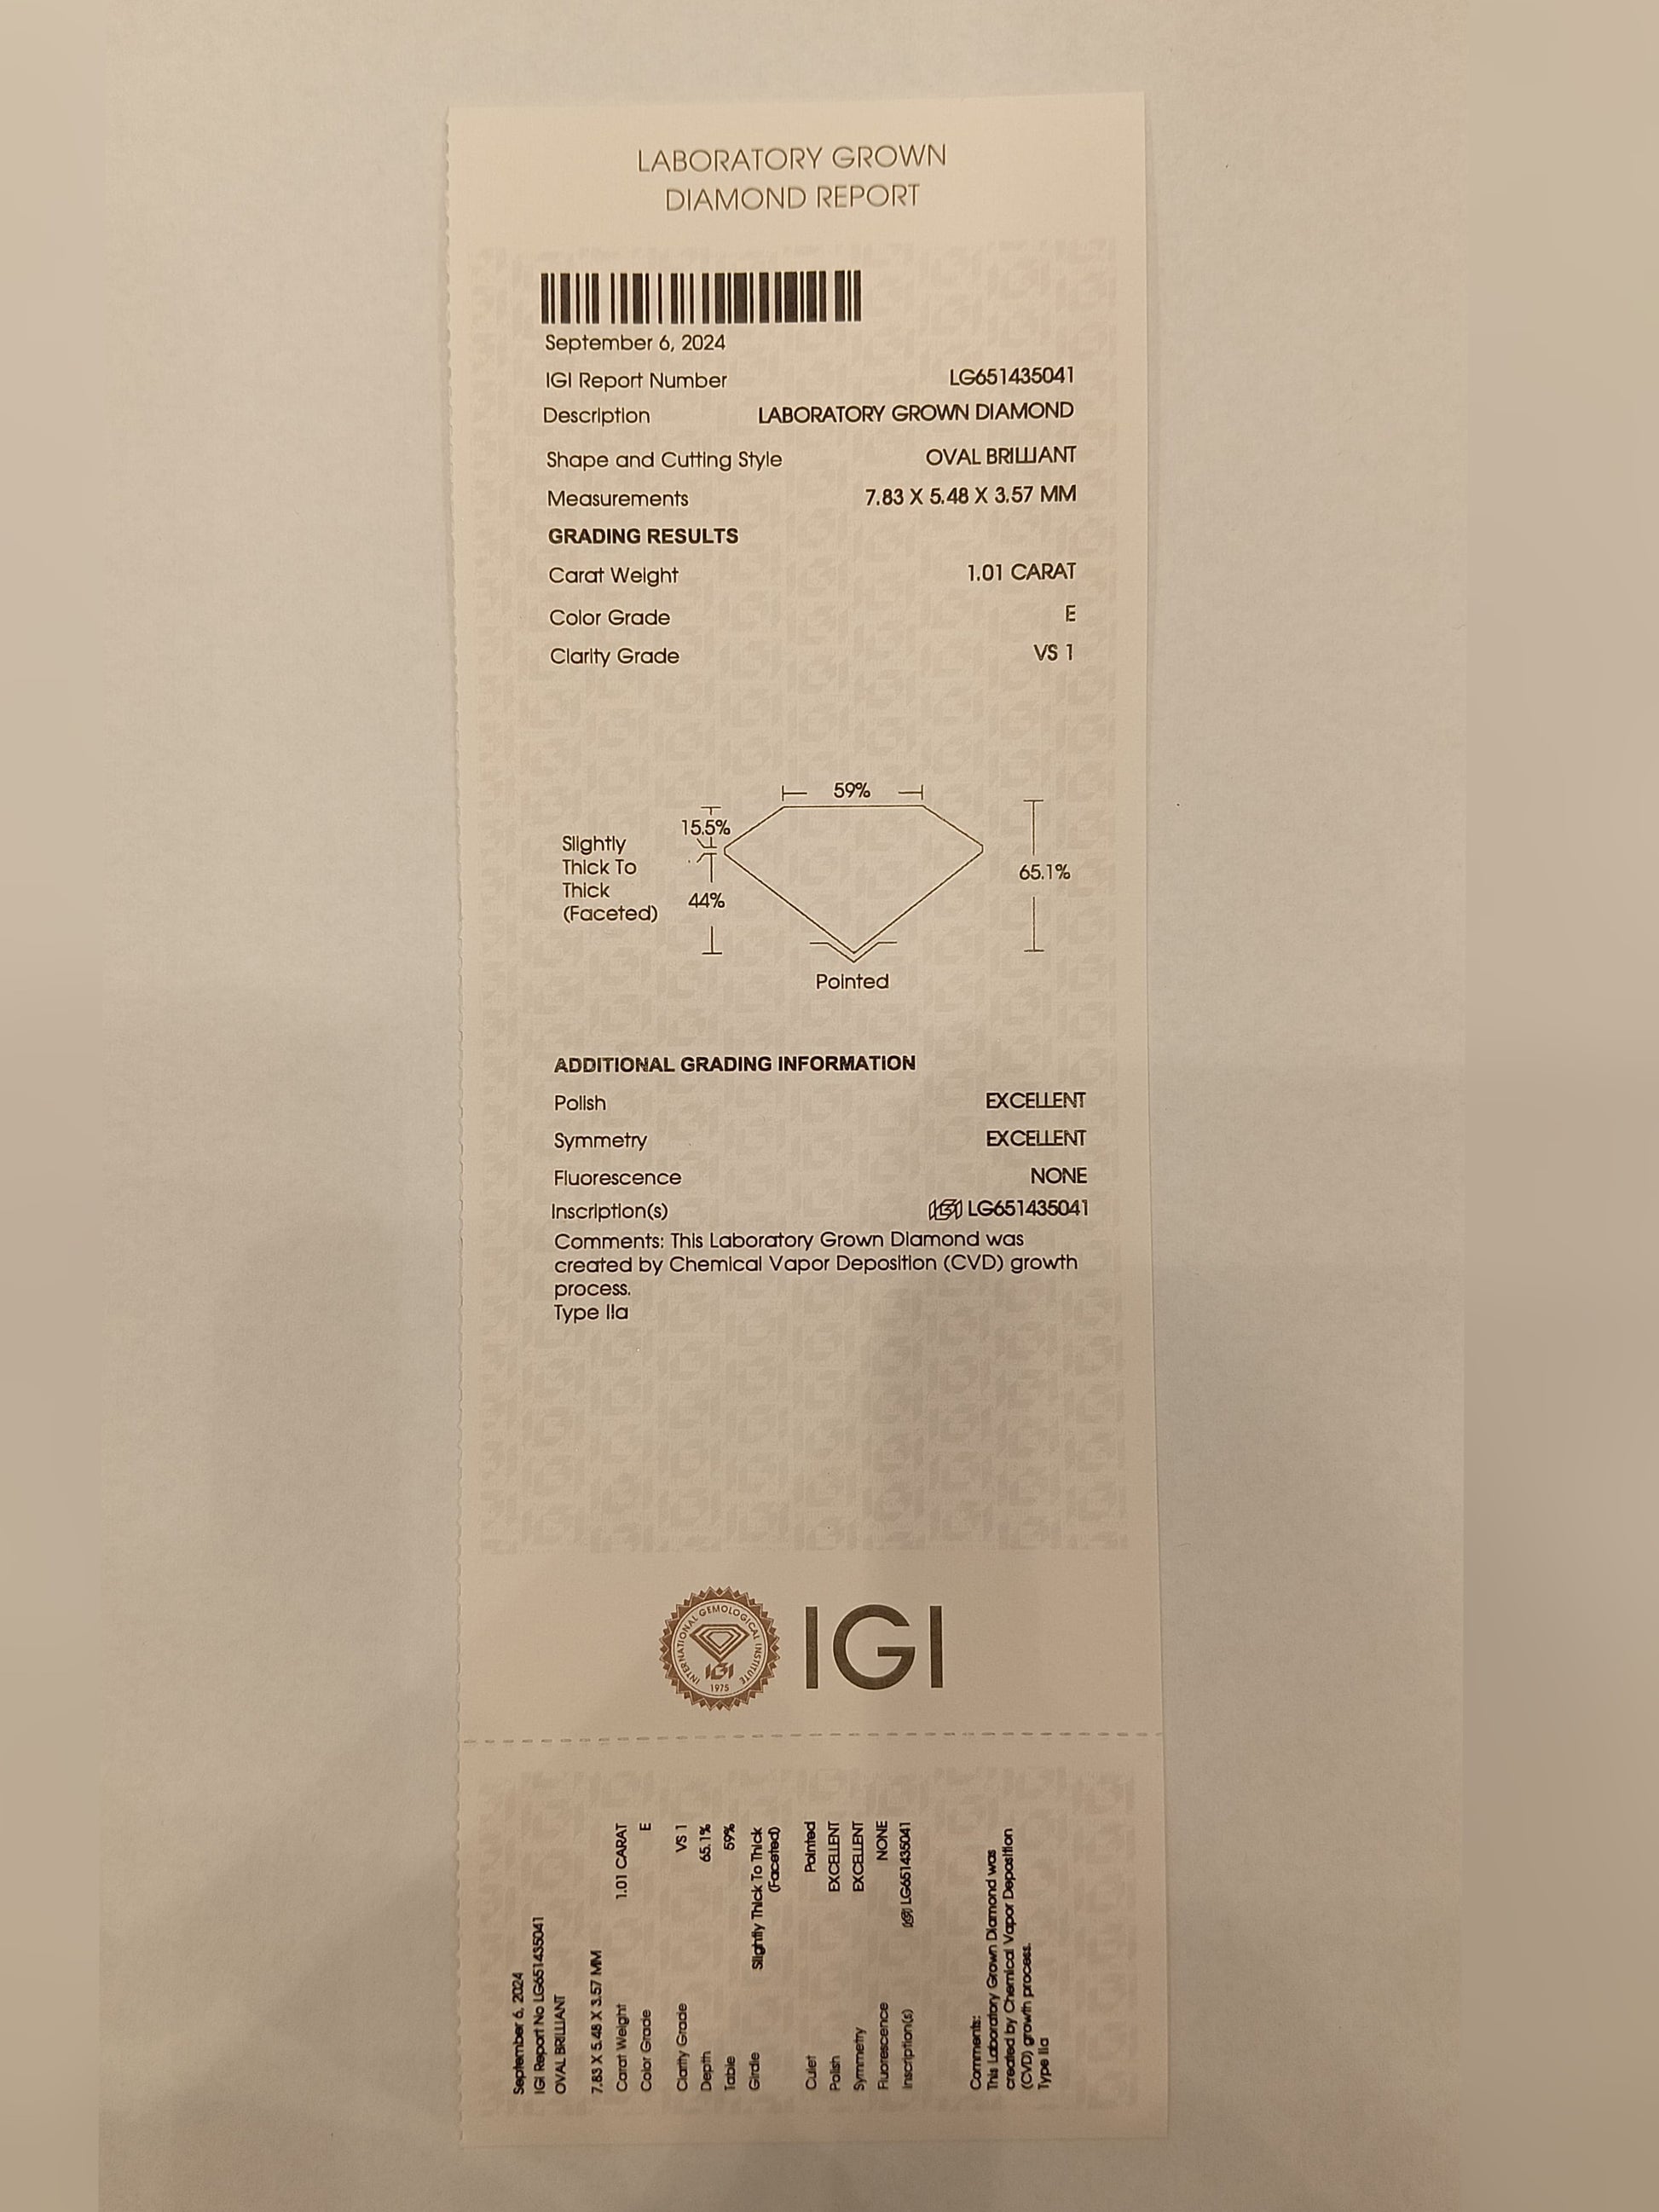 LABORATORY GROWN
DIAMOND REPORT
September 6, 2024
IGI Report Number LG651435041
Description LABORATORY GROWN DIAMOND
Shape and Cutting Style OVAL BRILLIANT
Measurements 7.83 X 5.48 X 3.57 MM
GRADING RESULTS
Carat Weight 1.01 CARAT
Color Grade E
Clarity Grade VS 1
59%
15.5%
Slightly
Thick To
Thick
(Faceted)
44%
65.1%
Pointed
ADDITIONAL GRADING INFORMATION
Polish EXCELLENT
Symmetry EXCELLENT
Fluorescence NONE
Inscription(s) IGI LG651435041
Comments: This Laboratory Grown Diamond was
created by Chemical Vapor Deposition (CVD) growth
process.
Type IIa
INTERNATIONAL GEMOLOGICAL INSTITUTE
IGI
1975
IGI
September 6, 2024
IGI Report No LG651435041
OVAL BRILLIANT
7.83 X 5.48 X 3.57 MM
Carat Weight 1.01 CARAT
Color Grade E
Clarity Grade VS 1
Depth 65.1%
Table 59%
Girdle Slightly Thick To Thick
(Faceted)
Culet Pointed
Polish EXCELLENT
Symmetry EXCELLENT
Fluorescence NONE
Inscription(s) IGI LG651435041
Comments:
This Laboratory Grown Diamond was
created by Chemical Vapor Deposition
(CVD) growth process.
Type IIa